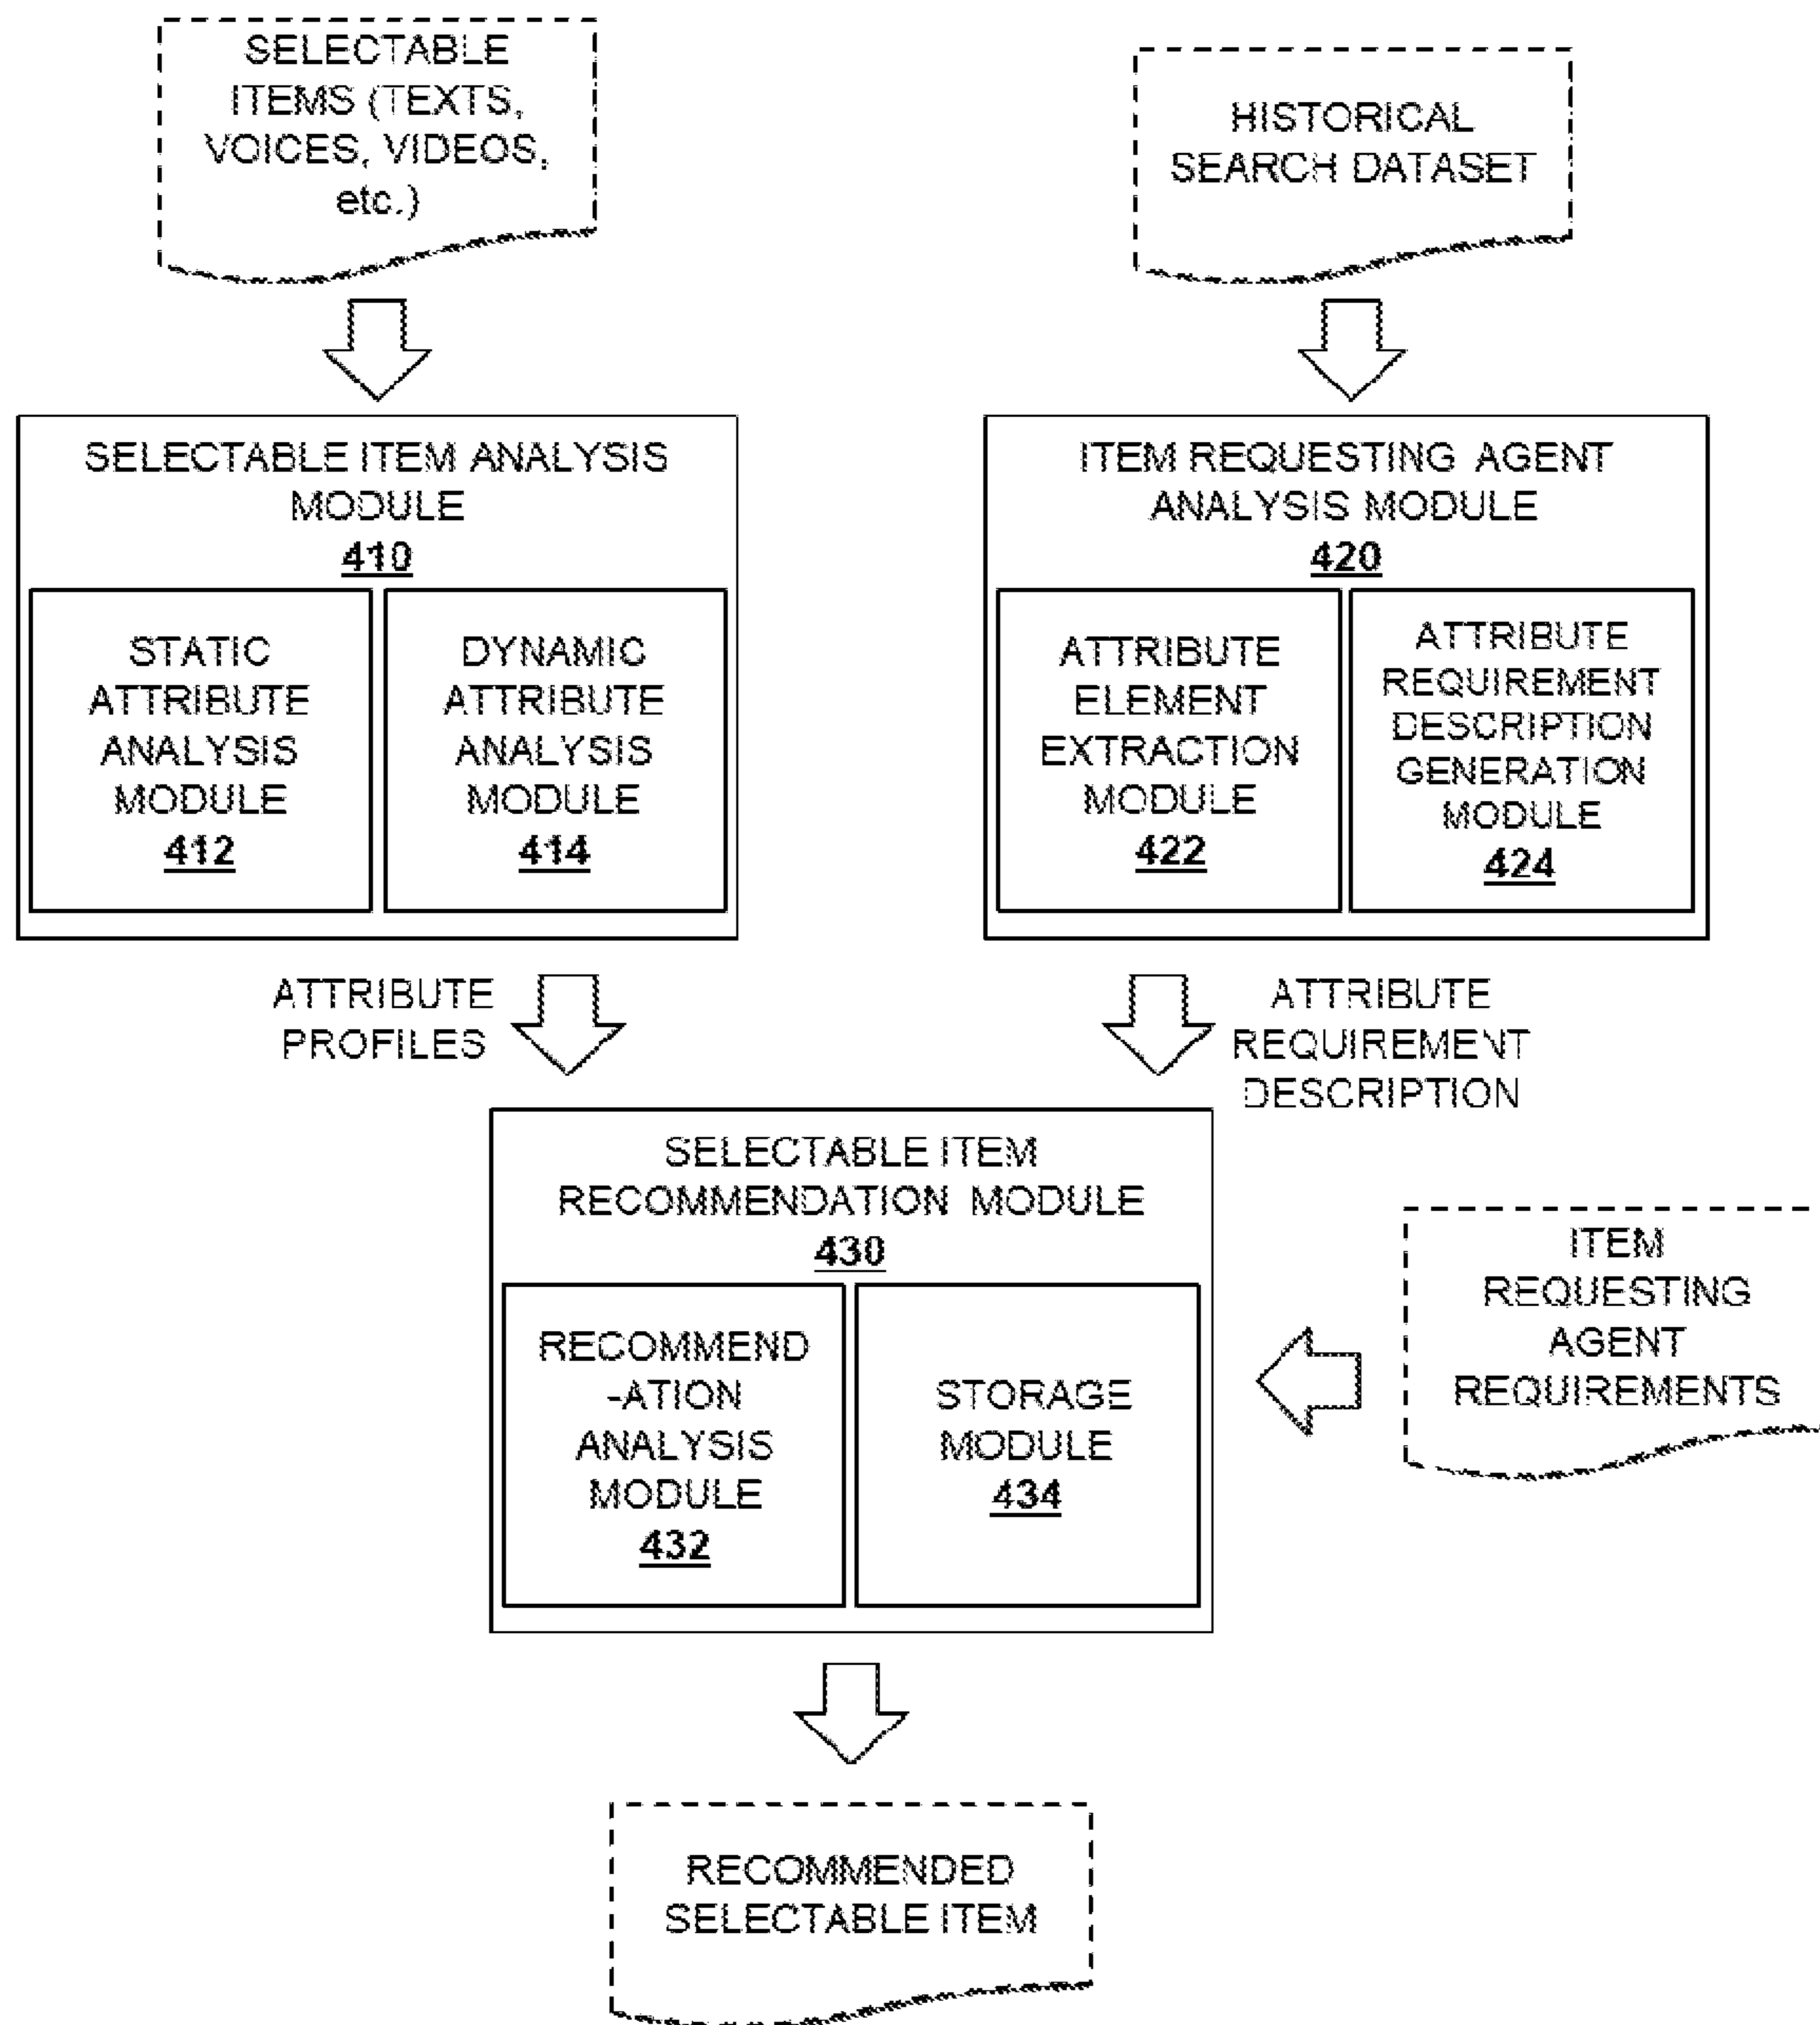 SELECTABLE
ITEMS (TEXTS,
VOICES, VIDEOS,
etc.)
HISTORICAL
SEARCH DATASET
SELECTABLE ITEM ANALYSIS
MODULE
410
STATIC
ATTRIBUTE
ANALYSIS
MODULE
412
DYNAMIC
ATTRIBUTE
ANALYSIS
MODULE
414
ITEM REQUESTING AGENT
ANALYSIS MODULE
420
ATTRIBUTE
ELEMENT
EXTRACTION
MODULE
422
ATTRIBUTE
REQUIREMENT
DESCRIPTION
GENERATION
MODULE
424
ATTRIBUTE
PROFILES
ATTRIBUTE
REQUIREMENT
DESCRIPTION
SELECTABLE ITEM
RECOMMENDATION MODULE
430
RECOMMEND
-ATION
ANALYSIS
MODULE
432
STORAGE
MODULE
434
ITEM
REQUESTING
AGENT
REQUIREMENTS
RECOMMENDED
SELECTABLE ITEM